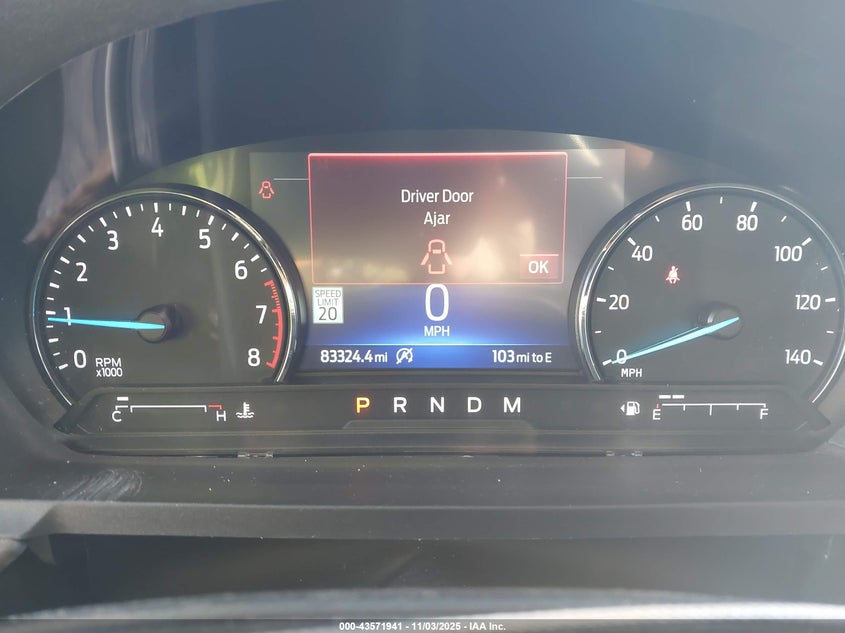 Driver Door
Ajar
OK
SPEED
LIMIT
20
0
MPH
83324.4 mi
103 mi to E
0
1
2
3
4
5
6
7
8
RPM
x1000
0
20
40
60
80
100
120
140
MPH
C
H
P R N D M
E
F
000-43571941 - 11/03/2025 - IAA Inc.